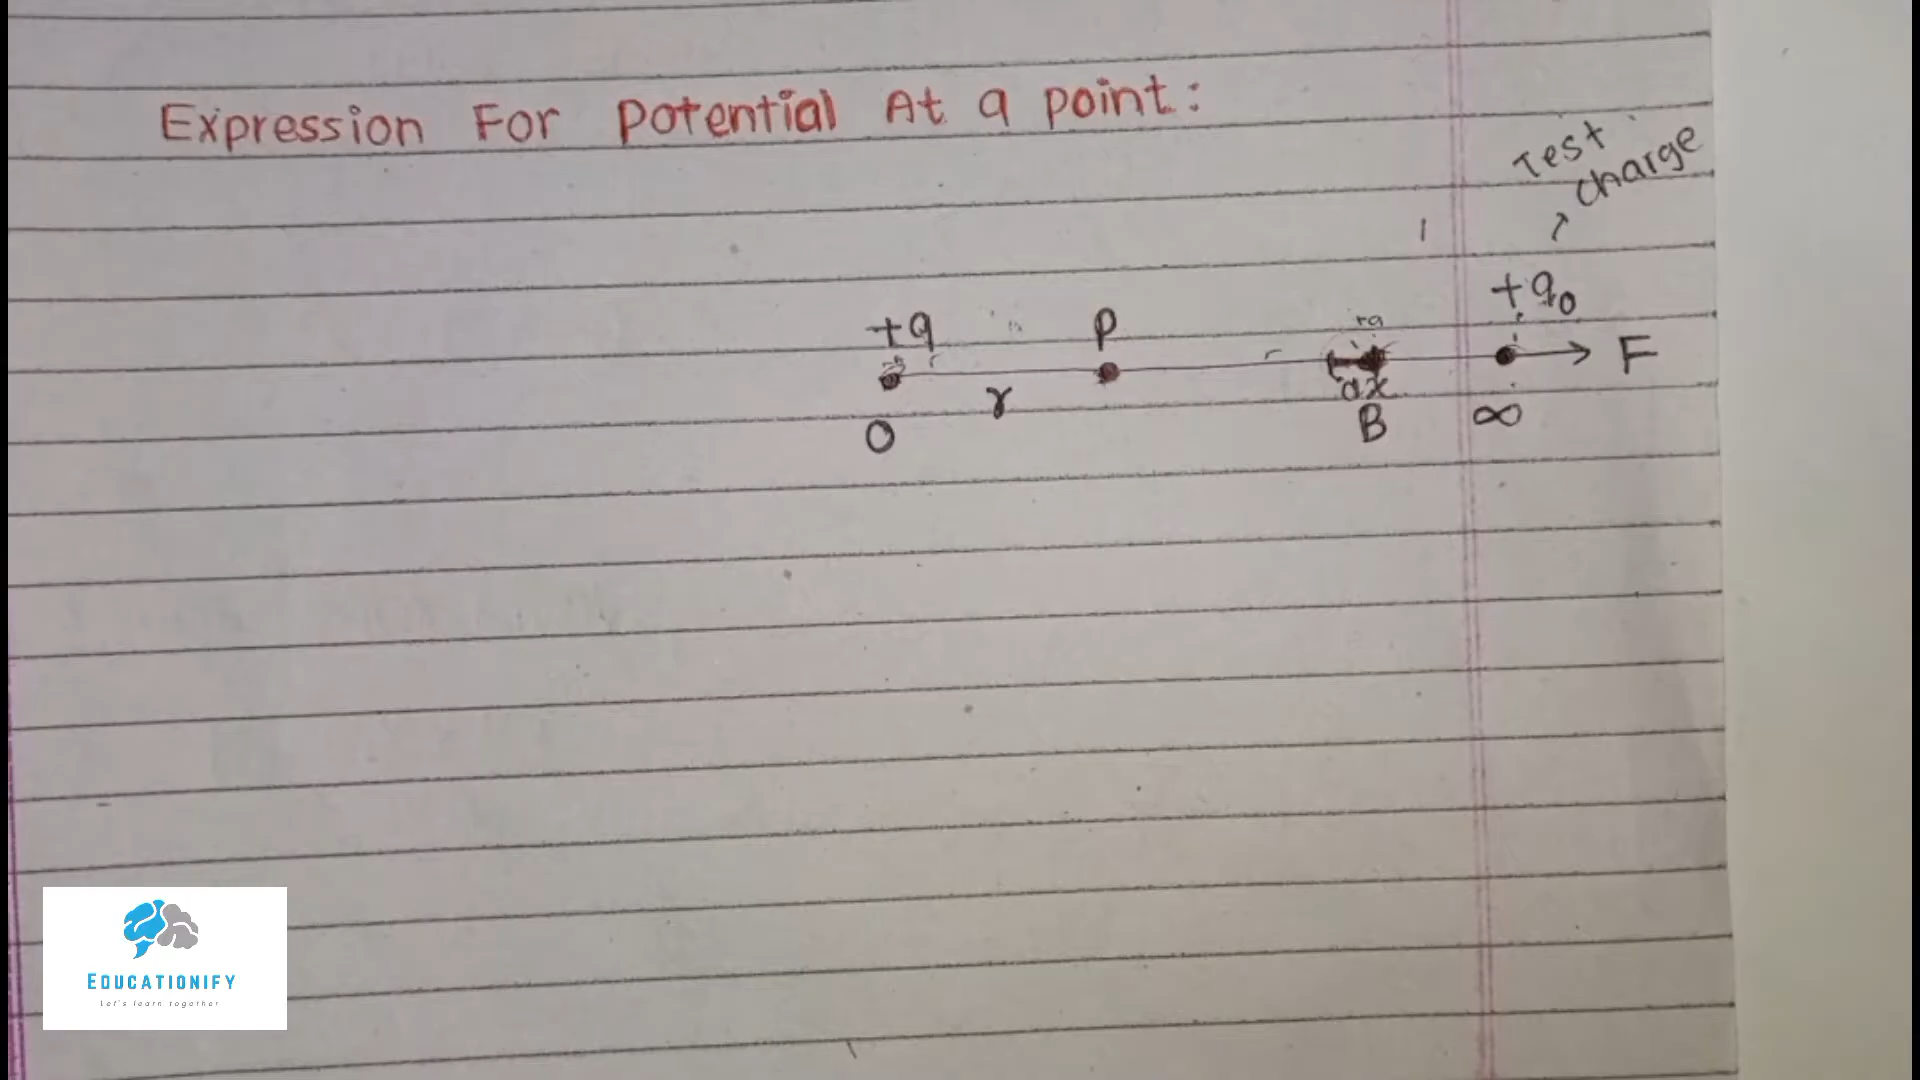 Expression For Potential At a point:
Test
charge
+q0
+q
P
F
r
dx
O
B
∞
EDUCATIONIFY
Let's learn together